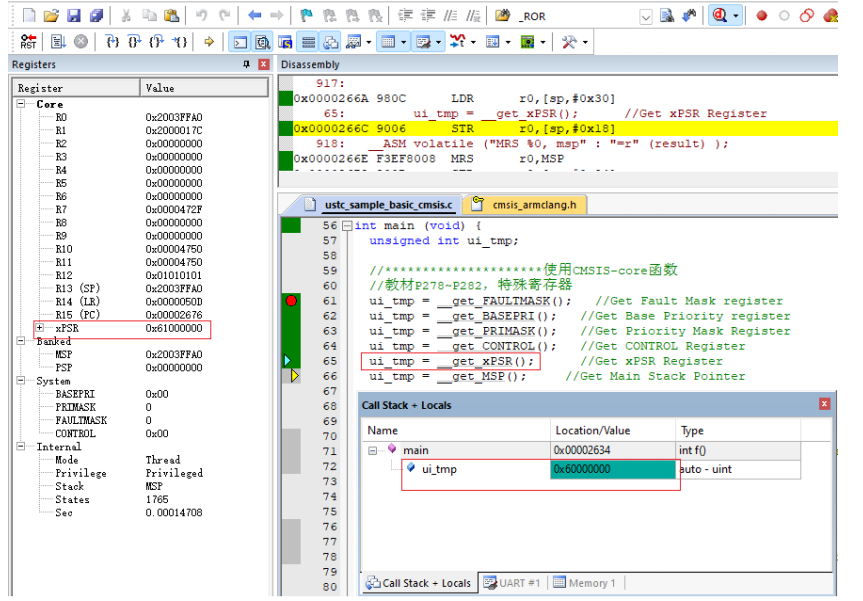 _ROR
RST
Registers
Register Value
Core
R0 0x2003FFA0
R1 0x2000017C
R2 0x00000000
R3 0x00000000
R4 0x00000000
R5 0x00000000
R6 0x00000000
R7 0x0000472F
R8 0x00000000
R9 0x00000000
R10 0x00004750
R11 0x00004750
R12 0x01010101
R13 (SP) 0x2003FFA0
R14 (LR) 0x0000050D
R15 (PC) 0x00002676
xPSR 0x61000000
Banked
MSP 0x2003FFA0
PSP 0x00000000
System
BASEPRI 0x00
PRIMASK 0
FAULTMASK 0
CONTROL 0x00
Internal
Mode Thread
Privilege Privileged
Stack MSP
States 1765
Sec 0.00014708
Disassembly
917:
0x0000266A 980C LDR r0,[sp,#0x30]
65: ui_tmp = __get_xPSR(); //Get xPSR Register
0x0000266C 9006 STR r0,[sp,#0x18]
918: __ASM volatile ("MRS %0, msp" : "=r" (result) );
0x0000266E F3EF8008 MRS r0,MSP
ustc_sample_basic_cmsis.c cmsis_armclang.h
56 int main (void) {
57 unsigned int ui_tmp;
58
59 //*********************使用CMSIS-core函数
60 //教材P278~P282, 特殊寄存器
61 ui_tmp = __get_FAULTMASK(); //Get Fault Mask register
62 ui_tmp = __get_BASEPRI(); //Get Base Priority register
63 ui_tmp = __get_PRIMASK(); //Get Priority Mask Register
64 ui_tmp = __get_CONTROL(); //Get CONTROL Register
65 ui_tmp = __get_xPSR(); //Get xPSR Register
66 ui_tmp = __get_MSP(); //Get Main Stack Pointer
67
68
69
70
71
72
73
74
75
76
77
78
79
80
Call Stack + Locals
Name Location/Value Type
main 0x00002634 int f()
ui_tmp 0x60000000 auto - uint
Call Stack + Locals UART #1 Memory 1